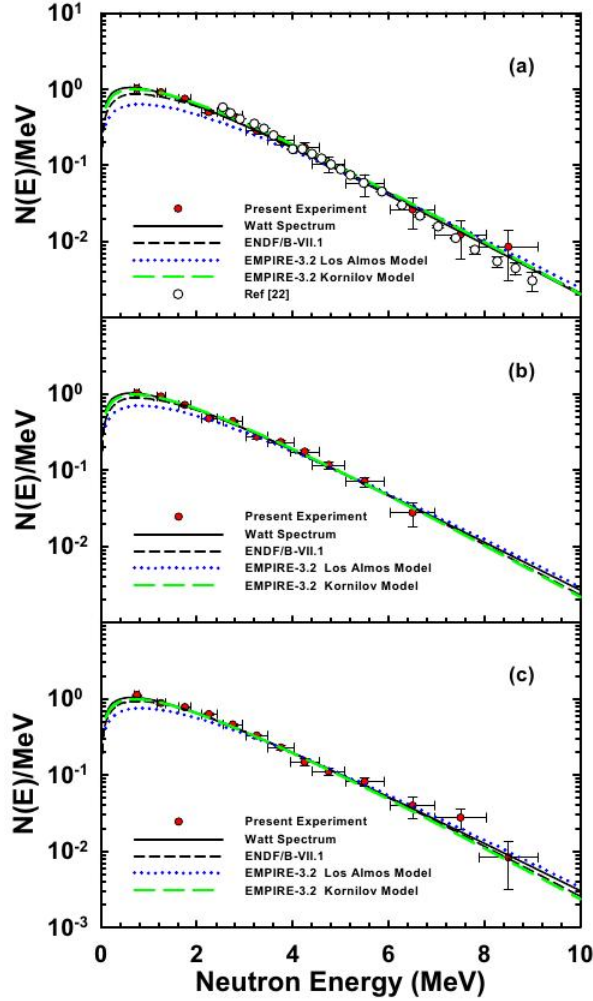 (a)
10¹
10⁰
10⁻¹
10⁻²
N(E)/MeV
Present Experiment
Watt Spectrum
ENDF/B-VII.1
EMPIRE-3.2 Los Almos Model
EMPIRE-3.2 Kornilov Model
Ref [22]
(b)
10⁰
10⁻¹
10⁻²
N(E)/MeV
Present Experiment
Watt Spectrum
ENDF/B-VII.1
EMPIRE-3.2 Los Almos Model
EMPIRE-3.2 Kornilov Model
(c)
10⁰
10⁻¹
10⁻²
10⁻³
N(E)/MeV
Present Experiment
Watt Spectrum
ENDF/B-VII.1
EMPIRE-3.2 Los Almos Model
EMPIRE-3.2 Kornilov Model
0 2 4 6 8 10
Neutron Energy (MeV)